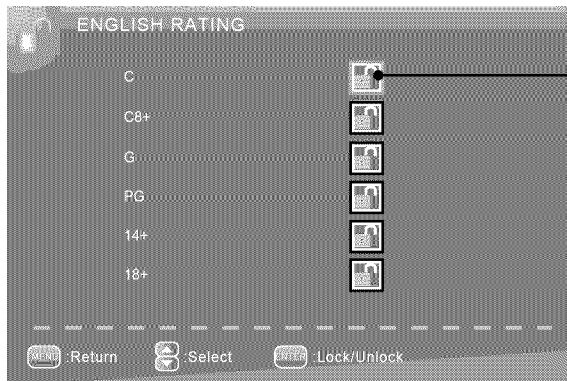 ENGLISH RATING
C
C8+
G
PG
14+
18+
MENU :Return :Select ENTER :Lock/Unlock